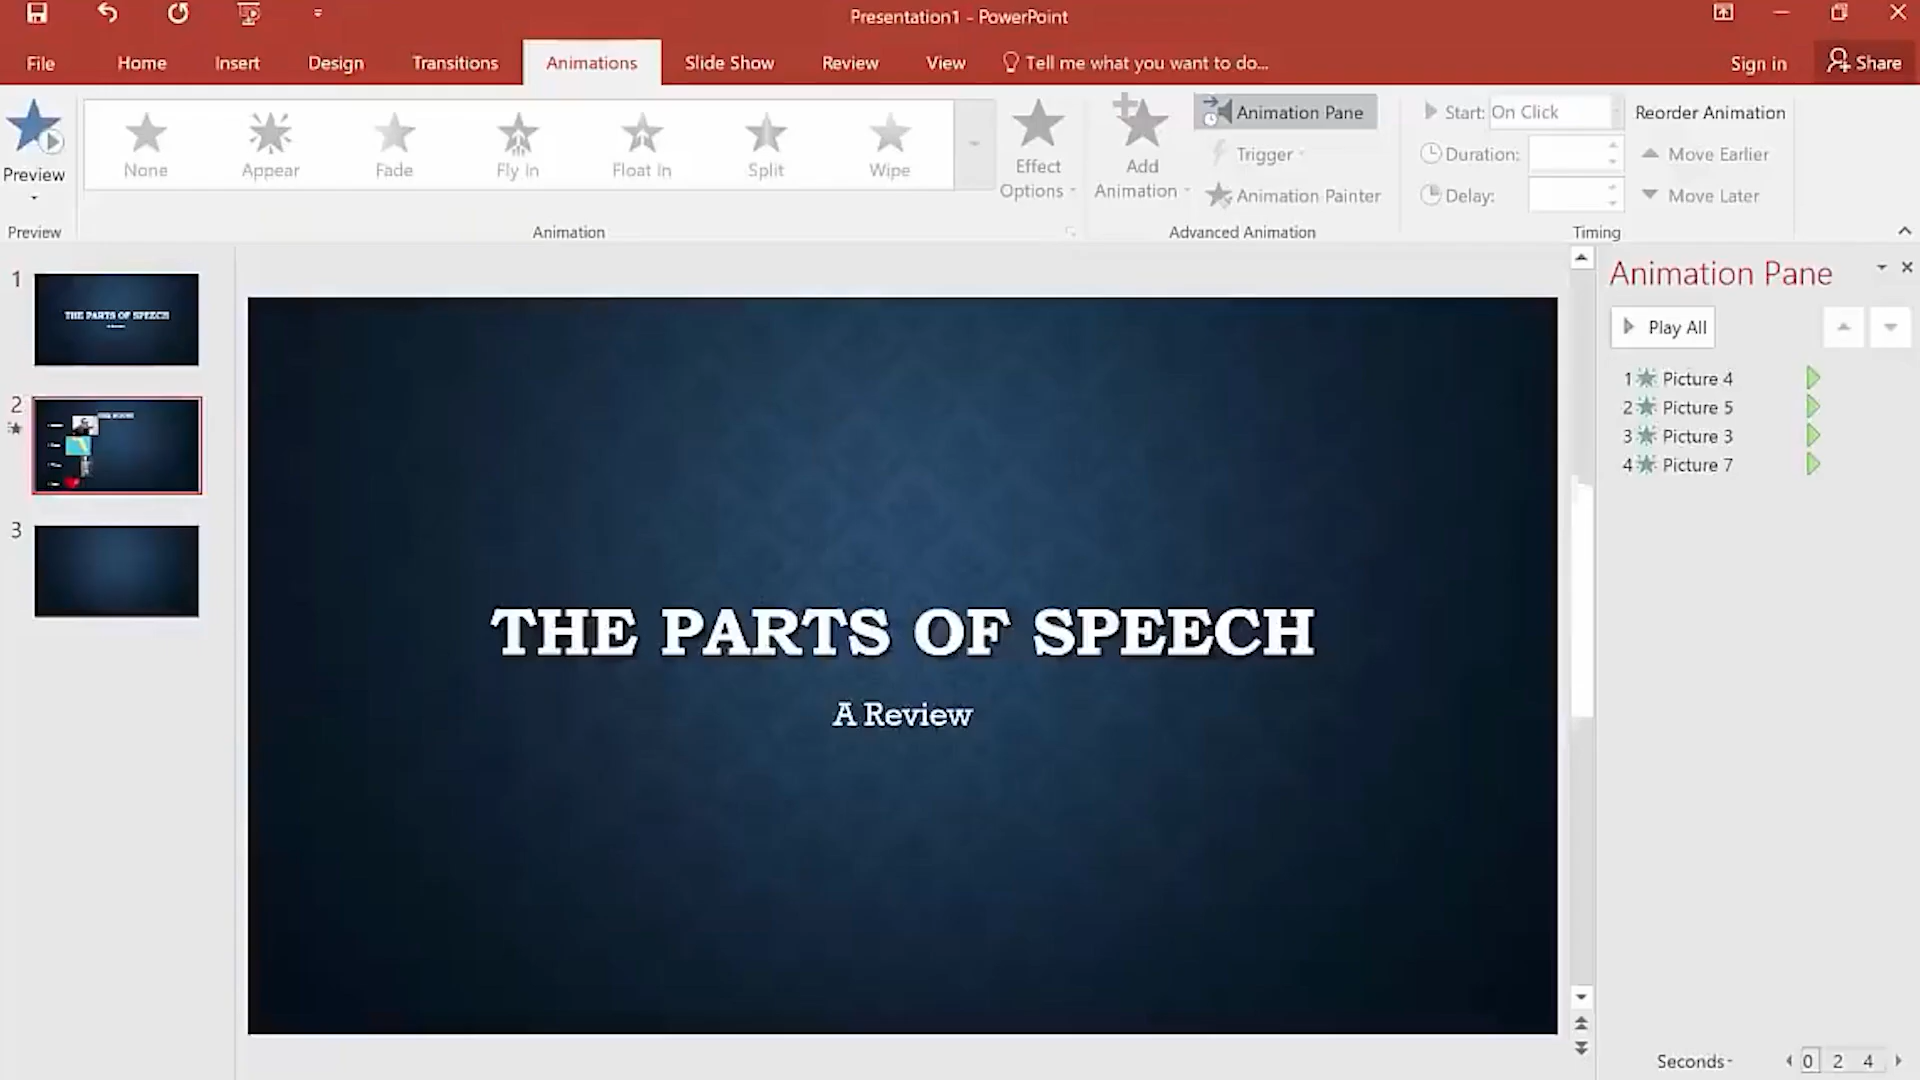 Presentation1 - PowerPoint
File Home Insert Design Transitions Animations Slide Show Review View Tell me what you want to do... Sign in Share
Preview
None Appear Fade Fly In Float In Split Wipe
Effect Options
Add Animation
Animation Pane
Trigger
Animation Painter
Start: On Click
Duration:
Delay:
Reorder Animation
Move Earlier
Move Later
Preview Animation Advanced Animation Timing
1
THE PARTS OF SPEECH
2
3
THE PARTS OF SPEECH
A Review
Animation Pane
Play All
1 Picture 4
2 Picture 5
3 Picture 3
4 Picture 7
Seconds 0 2 4